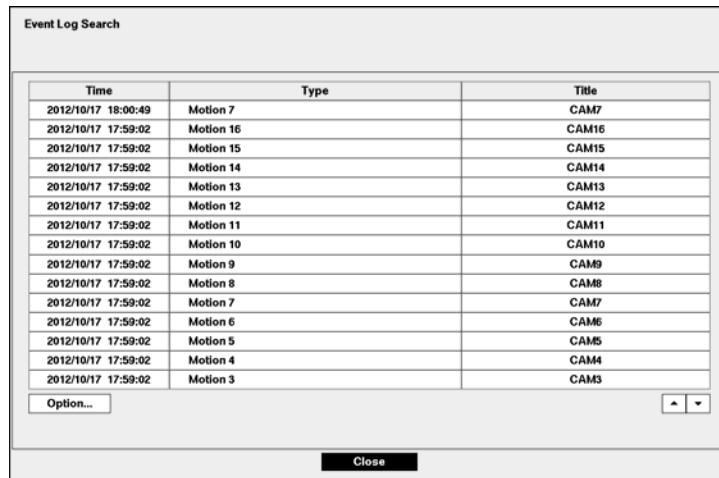 Event Log Search
Time Type Title
2012/10/17 18:00:49 Motion 7 CAM7
2012/10/17 17:59:02 Motion 16 CAM16
2012/10/17 17:59:02 Motion 15 CAM15
2012/10/17 17:59:02 Motion 14 CAM14
2012/10/17 17:59:02 Motion 13 CAM13
2012/10/17 17:59:02 Motion 12 CAM12
2012/10/17 17:59:02 Motion 11 CAM11
2012/10/17 17:59:02 Motion 10 CAM10
2012/10/17 17:59:02 Motion 9 CAM9
2012/10/17 17:59:02 Motion 8 CAM8
2012/10/17 17:59:02 Motion 7 CAM7
2012/10/17 17:59:02 Motion 6 CAM6
2012/10/17 17:59:02 Motion 5 CAM5
2012/10/17 17:59:02 Motion 4 CAM4
2012/10/17 17:59:02 Motion 3 CAM3
Option...
Close